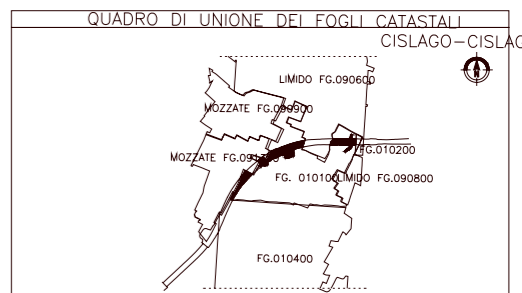 QUADRO DI UNIONE DEI FOGLI CATASTALI
CISLAGO-CISLAG
LIMIDO FG.090600
MOZZATE FG.090900
FG.010200
MOZZATE
FG. 010100
LIMIDO FG.090800
FG.010400